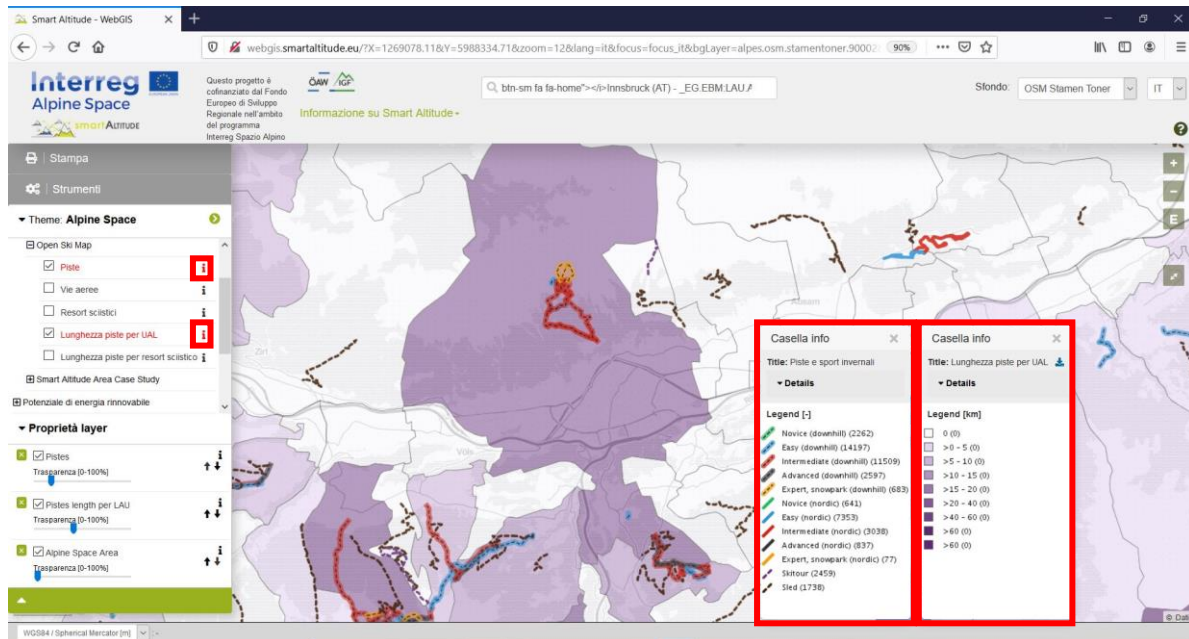 Smart Altitude - WebGIS
webgis.smartaltitude.eu/?X=1269078.11&Y=5988334.71&zoom=12&lang=it&focus=focus_it&bgLayer=alpes.osm.stamentoner.90002
90%
Interreg
Alpine Space
smartAltitude
Questo progetto è
cofinanziato dal Fondo
Europeo di Sviluppo
Regionale nell'ambito
del programma
Interreg Spazio Alpino
ÖAW IGF
Informazione su Smart Altitude
btn-sm fa fa-home"></i>Innsbruck (AT) - _EG.EBM:LAU.A
Sfondo: OSM Stamen Toner
IT
Stampa
Strumenti
Theme: Alpine Space
Open Ski Map
Piste
Vie aeree
Resort sciistici
Lunghezza piste per UAL
Lunghezza piste per resort sciistico
Smart Altitude Area Case Study
Potenziale di energia rinnovabile
Proprietà layer
Pistes
Trasparenza [0-100%]
Pistes length per LAU
Trasparenza [0-100%]
Alpine Space Area
Trasparenza [0-100%]
WGS84 / Spherical Mercator [m]
E
Absam
Zirl
Völs
Casella info
Title: Piste e sport invernali
Details
Legend [-]
Novice (downhill) (2262)
Easy (downhill) (14197)
Intermediate (downhill) (11509)
Advanced (downhill) (2597)
Expert, snowpark (downhill) (683)
Novice (nordic) (641)
Easy (nordic) (7353)
Intermediate (nordic) (3038)
Advanced (nordic) (837)
Expert, snowpark (nordic) (77)
Skitour (2459)
Sled (1738)
Casella info
Title: Lunghezza piste per UAL
Details
Legend [km]
0 (0)
>0 - 5 (0)
>5 - 10 (0)
>10 - 15 (0)
>15 - 20 (0)
>20 - 40 (0)
>40 - 60 (0)
>60 (0)
>60 (0)
© Dati